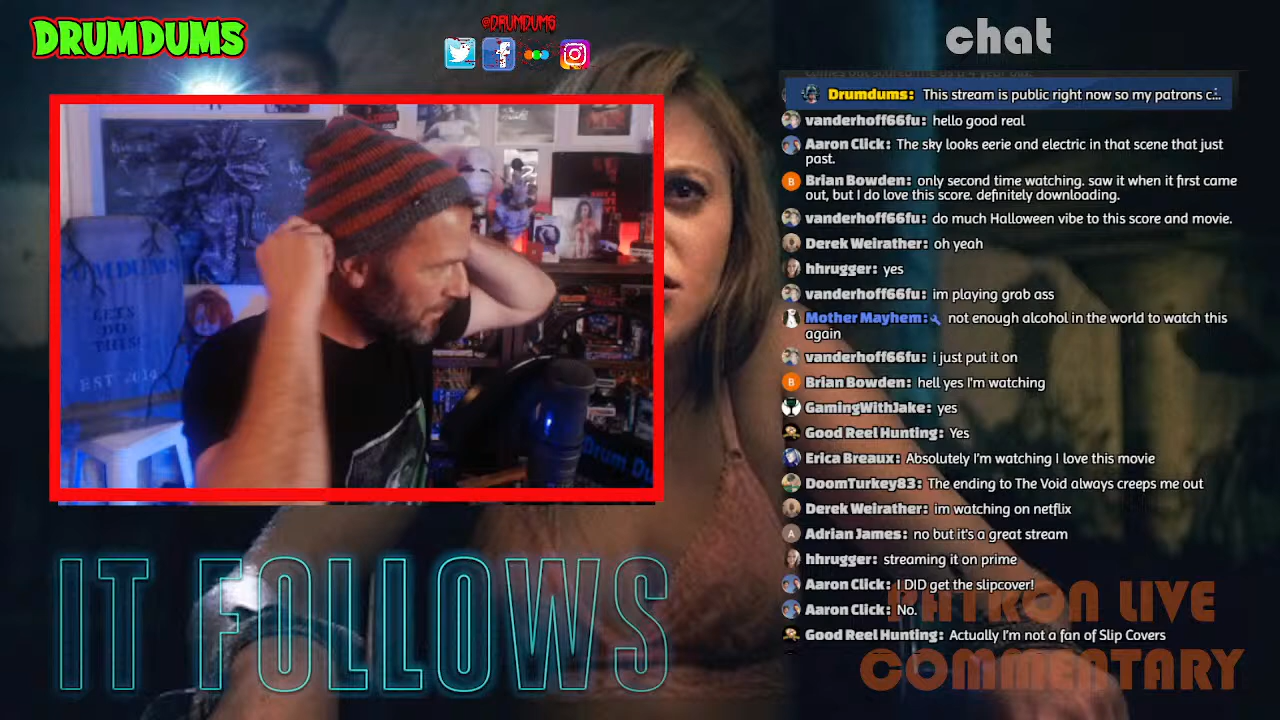 DRUMDUMS
@DRUMDUMS
chat
Drumdums: This stream is public right now so my patrons c...
vanderhoff66fu: hello good real
Aaron Click: The sky looks eerie and electric in that scene that just
past.
Brian Bowden: only second time watching. saw it when it first came
out, but I do love this score. definitely downloading.
vanderhoff66fu: do much Halloween vibe to this score and movie.
Derek Weirather: oh yeah
hhrugger: yes
vanderhoff66fu: im playing grab ass
Mother Mayhem: not enough alcohol in the world to watch this
again
vanderhoff66fu: i just put it on
Brian Bowden: hell yes I'm watching
GamingWithJake: yes
Good Reel Hunting: Yes
Erica Breaux: Absolutely I'm watching I love this movie
DoomTurkey83: The ending to The Void always creeps me out
Derek Weirather: im watching on netflix
Adrian James: no but it's a great stream
hhrugger: streaming it on prime
Aaron Click: I DID get the slipcover!
Aaron Click: No.
Good Reel Hunting: Actually I'm not a fan of Slip Covers
DRUMDUMS
LET'S
DO
THIS!
EST 2019
Drum Du
IT FOLLOWS
PATRON LIVE
COMMENTARY